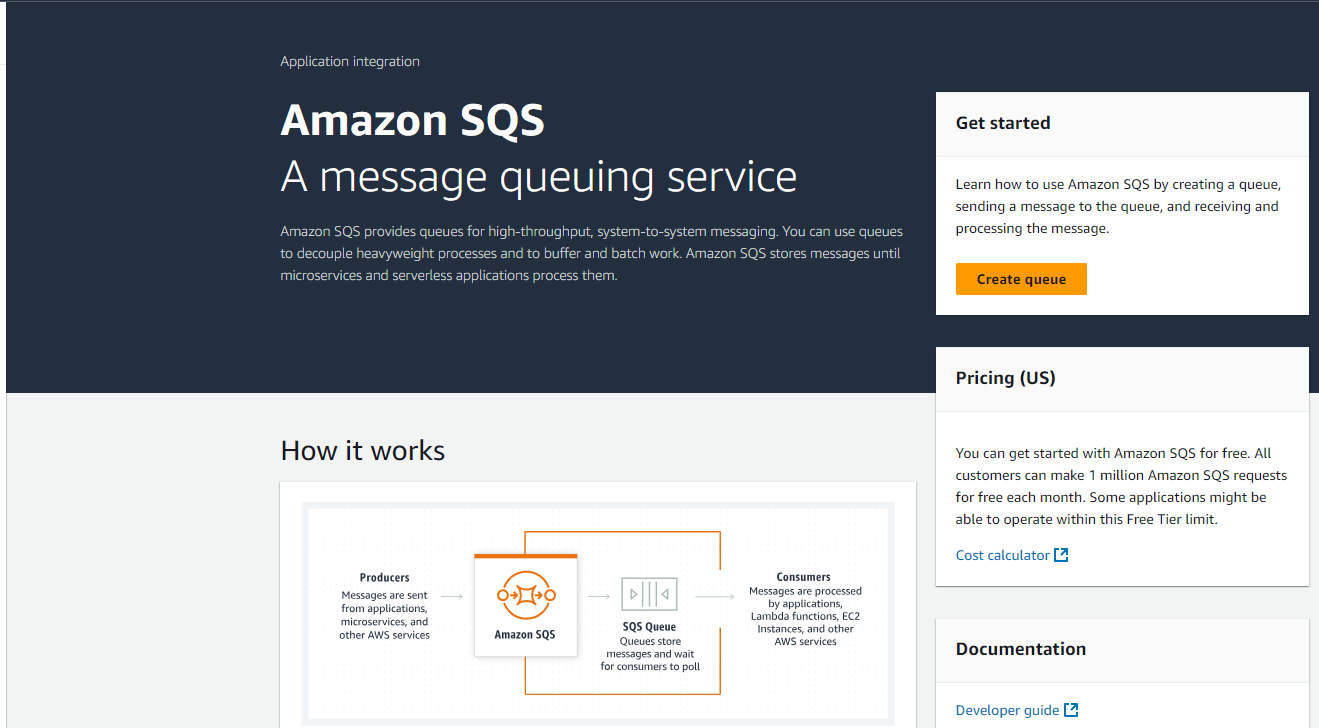 Application integration
Amazon SQS
A message queuing service
Amazon SQS provides queues for high-throughput, system-to-system messaging. You can use queues
to decouple heavyweight processes and to buffer and batch work. Amazon SQS stores messages until
microservices and serverless applications process them.
Get started
Learn how to use Amazon SQS by creating a queue,
sending a message to the queue, and receiving and
processing the message.
Create queue
Pricing (US)
You can get started with Amazon SQS for free. All
customers can make 1 million Amazon SQS requests
for free each month. Some applications might be
able to operate within this Free Tier limit.
Cost calculator
How it works
Producers
Messages are sent
from applications,
microservices, and
other AWS services
Amazon SQS
SQS Queue
Queues store
messages and wait
for consumers to poll
Consumers
Messages are processed
by applications,
Lambda functions, EC2
Instances, and other
AWS services
Documentation
Developer guide